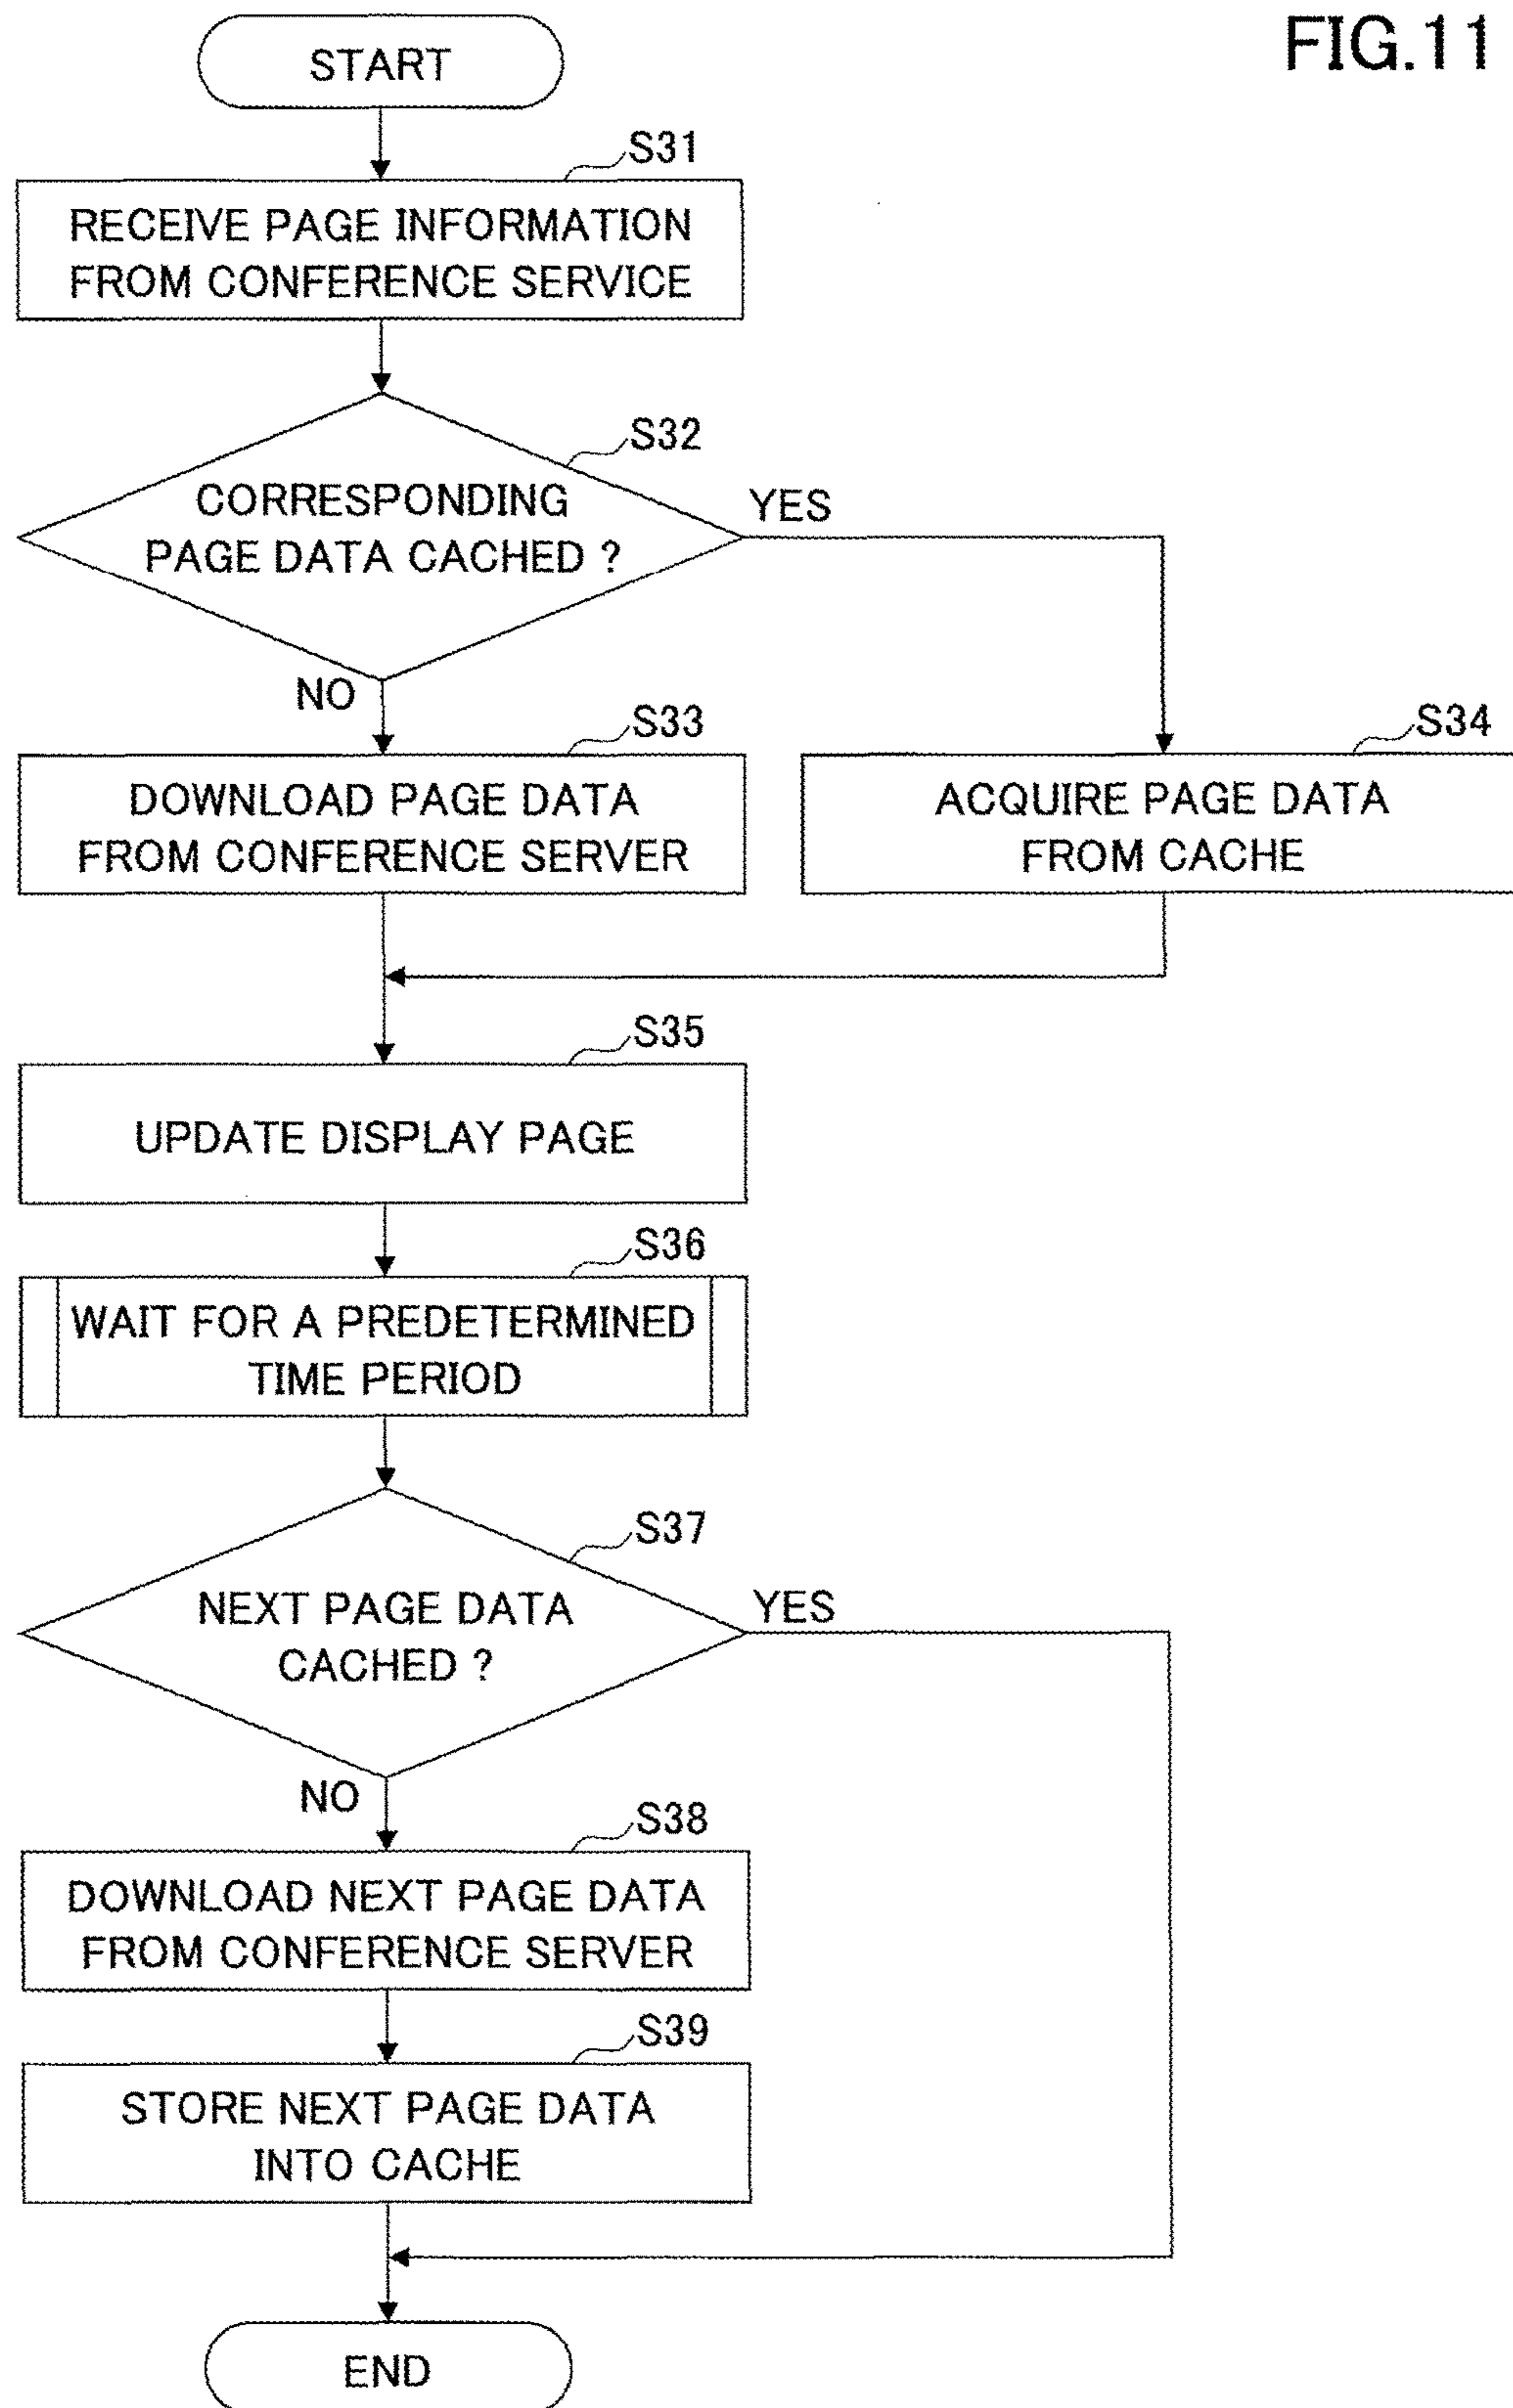 FIG.11
START
S31
RECEIVE PAGE INFORMATION
FROM CONFERENCE SERVICE
S32
CORRESPONDING
PAGE DATA CACHED ?
YES
NO
S33
DOWNLOAD PAGE DATA
FROM CONFERENCE SERVER
S34
ACQUIRE PAGE DATA
FROM CACHE
S35
UPDATE DISPLAY PAGE
S36
WAIT FOR A PREDETERMINED
TIME PERIOD
S37
NEXT PAGE DATA
CACHED ?
YES
NO
S38
DOWNLOAD NEXT PAGE DATA
FROM CONFERENCE SERVER
S39
STORE NEXT PAGE DATA
INTO CACHE
END